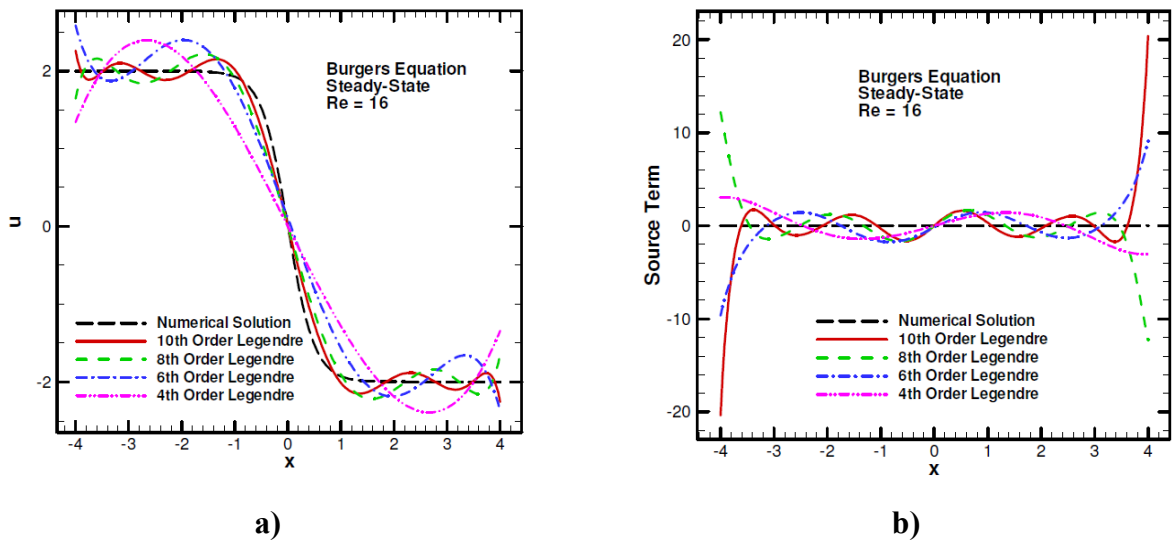 2
0
-2
u
-4
-3
-2
-1
0
1
2
3
4
x
Burgers Equation
Steady-State
Re = 16
Numerical Solution
10th Order Legendre
8th Order Legendre
6th Order Legendre
4th Order Legendre
a)
20
10
0
-10
-20
Source Term
-4
-3
-2
-1
0
1
2
3
4
x
Burgers Equation
Steady-State
Re = 16
Numerical Solution
10th Order Legendre
8th Order Legendre
6th Order Legendre
4th Order Legendre
b)